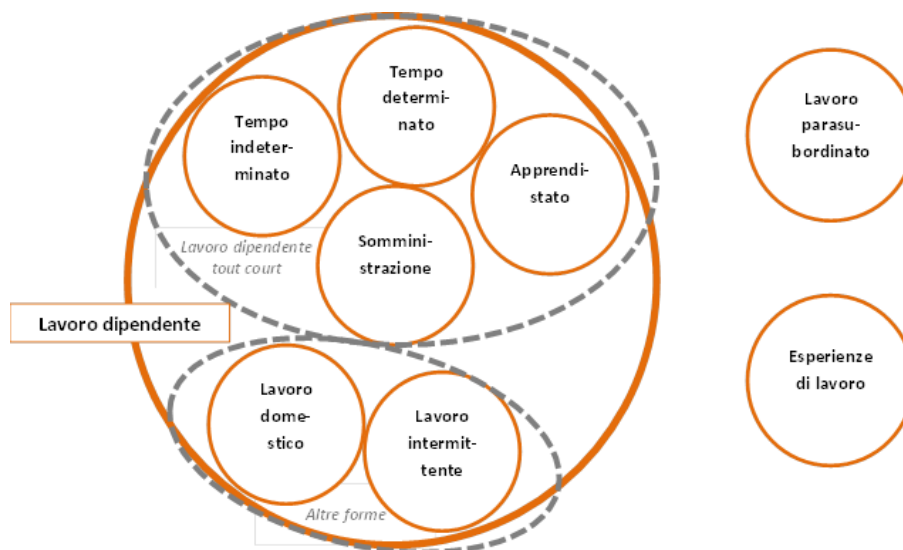 Tempo
determi-
nato
Tempo
indeter-
minato
Apprendi-
stato
Sommini-
strazione
Lavoro dipendente
tout court
Lavoro dipendente
Lavoro
dome-
stico
Lavoro
intermit-
tente
Altre forme
Lavoro
parasu-
bordinato
Esperienze
di lavoro